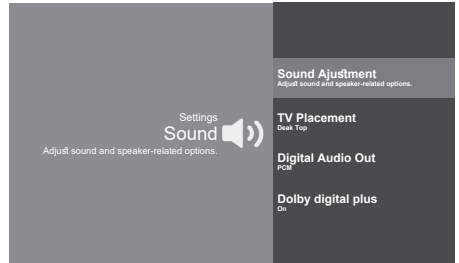 Settings
Sound
Adjust sound and speaker-related options.
Sound Ajustment
Adjust sound and speaker-related options.
TV Placement
Deak Top
Digital Audio Out
PCM
Dolby digital plus
On